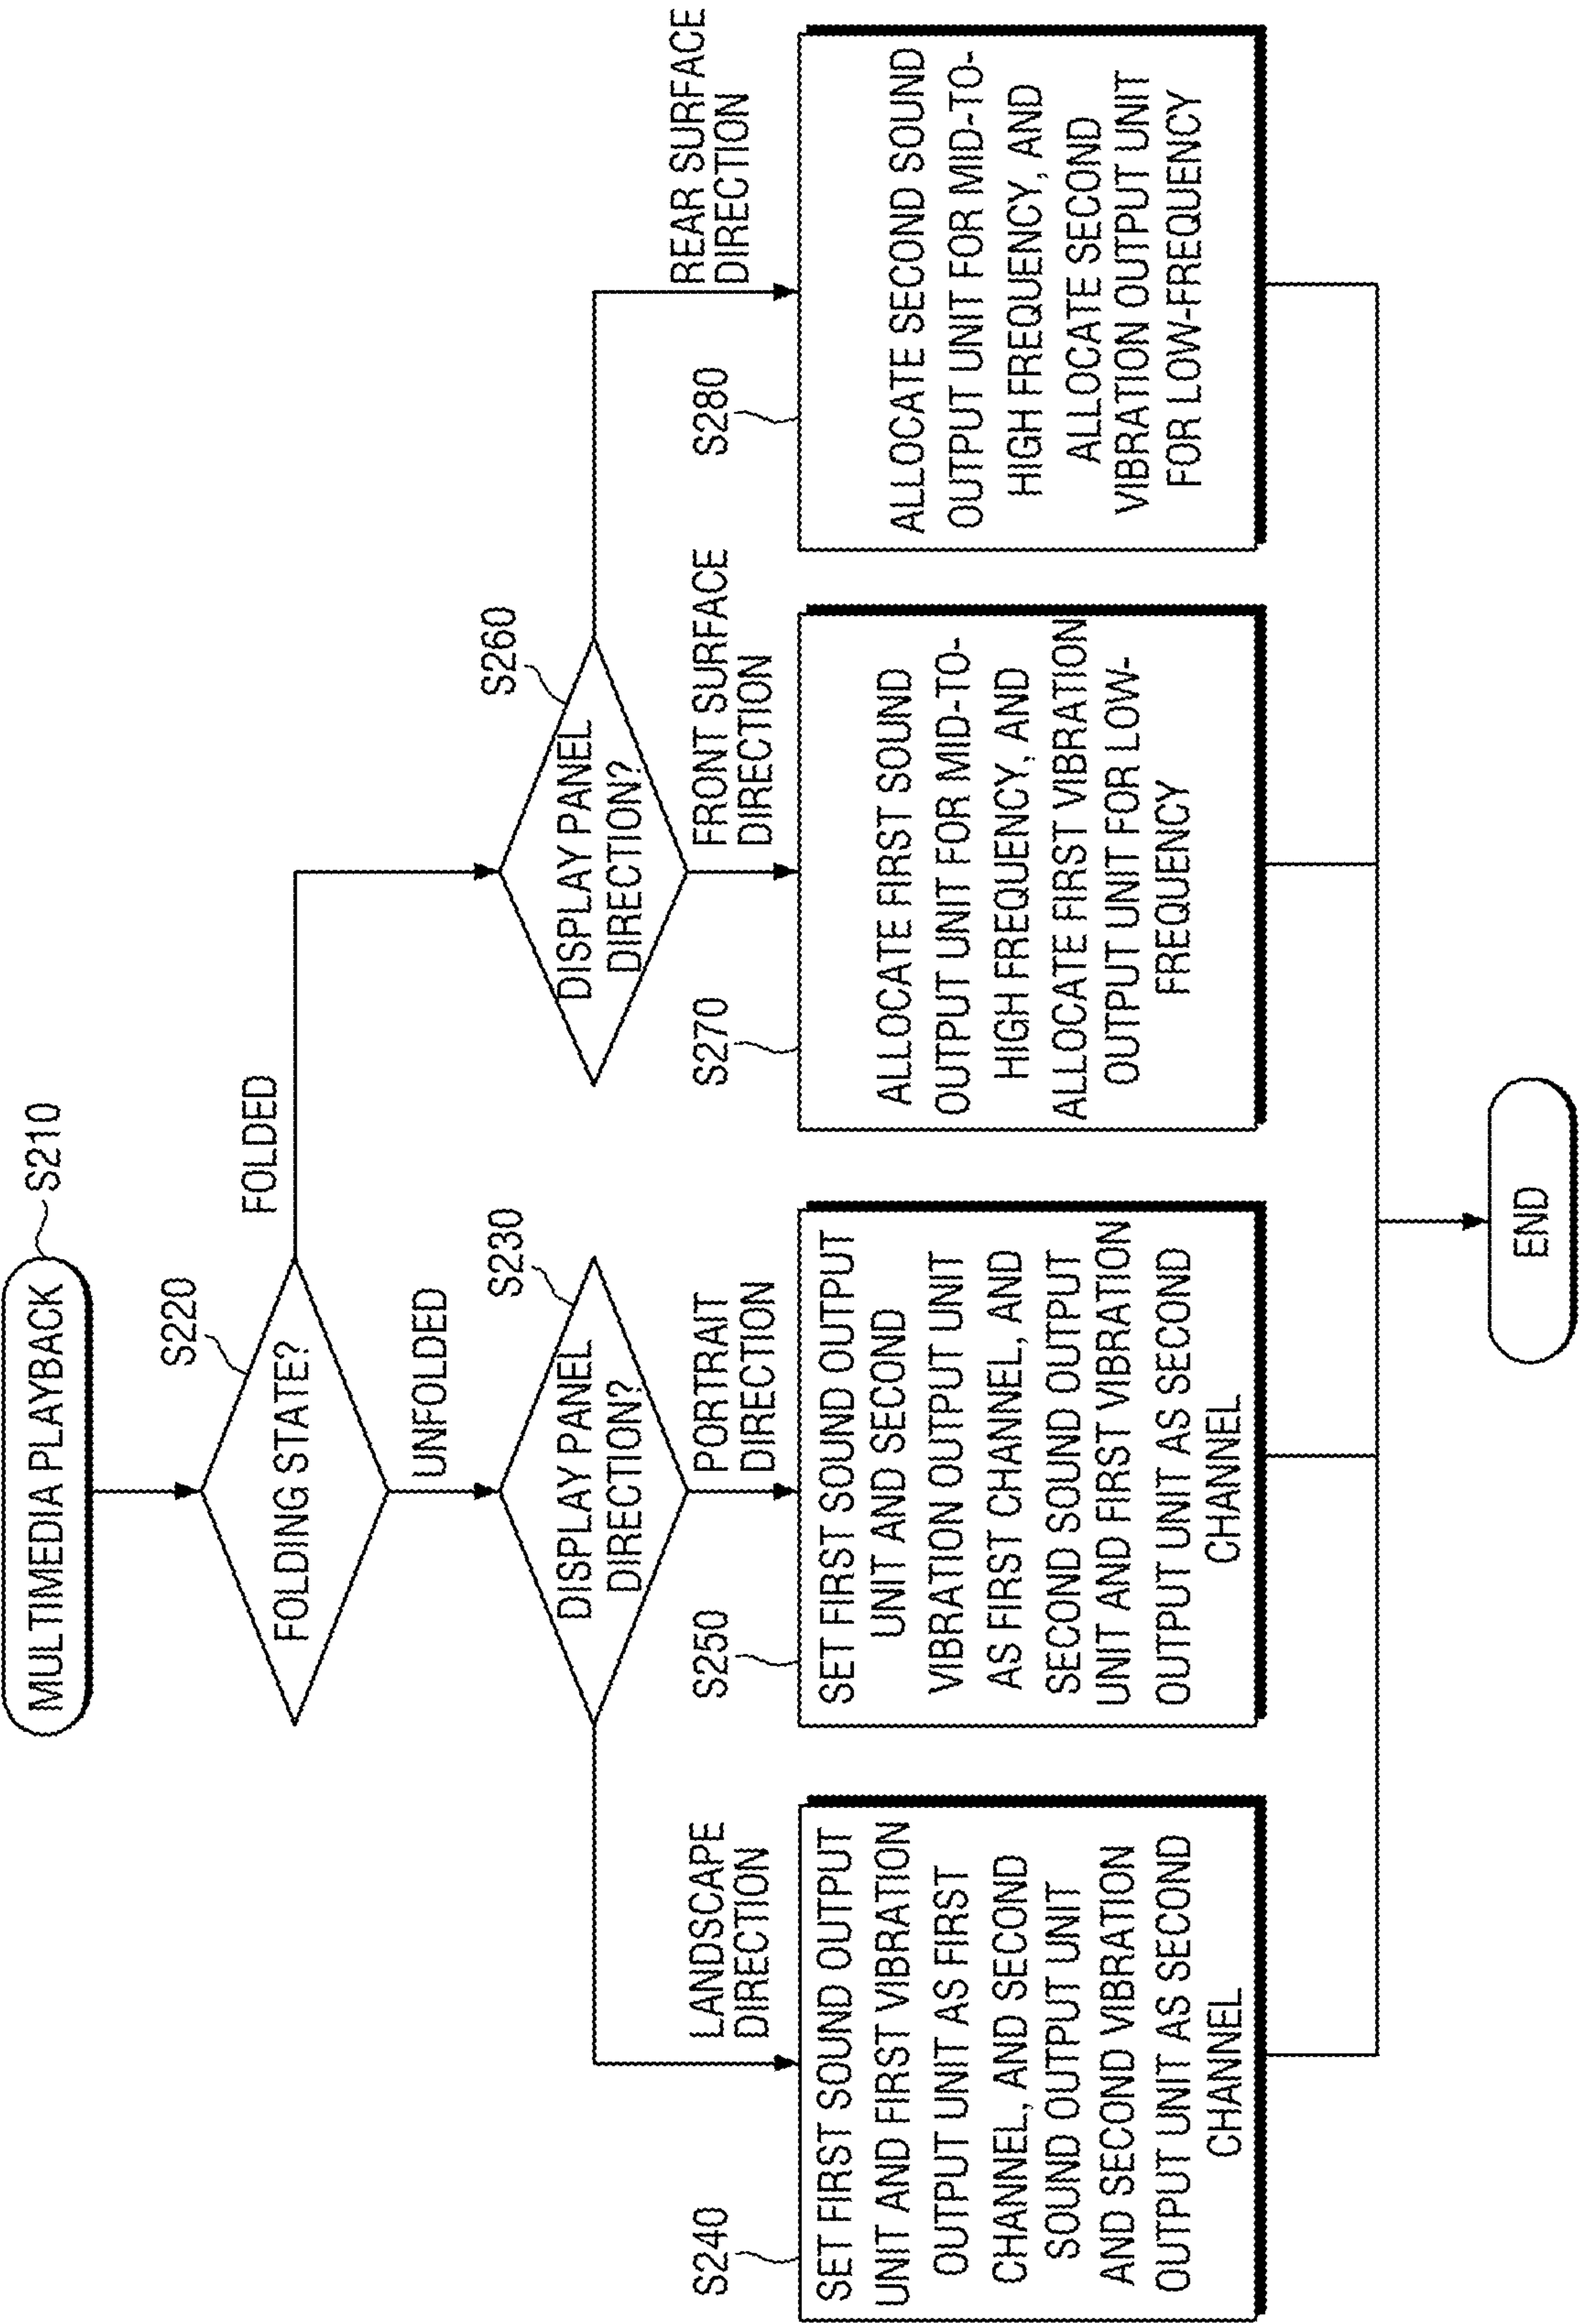 MULTIMEDIA PLAYBACK
S210
S220
FOLDING STATE?
FOLDED
UNFOLDED
S230
DISPLAY PANEL
DIRECTION?
S260
DISPLAY PANEL
DIRECTION?
LANDSCAPE
DIRECTION
PORTRAIT
DIRECTION
FRONT SURFACE
DIRECTION
REAR SURFACE
DIRECTION
S240
SET FIRST SOUND OUTPUT
UNIT AND FIRST VIBRATION
OUTPUT UNIT AS FIRST
CHANNEL, AND SECOND
SOUND OUTPUT UNIT
AND SECOND VIBRATION
OUTPUT UNIT AS SECOND
CHANNEL
S250
SET FIRST SOUND OUTPUT
UNIT AND SECOND
VIBRATION OUTPUT UNIT
AS FIRST CHANNEL, AND
SECOND SOUND OUTPUT
UNIT AND FIRST VIBRATION
OUTPUT UNIT AS SECOND
CHANNEL
S270
ALLOCATE FIRST SOUND
OUTPUT UNIT FOR MID-TO-
HIGH FREQUENCY, AND
ALLOCATE FIRST VIBRATION
OUTPUT UNIT FOR LOW-
FREQUENCY
S280
ALLOCATE SECOND SOUND
OUTPUT UNIT FOR MID-TO-
HIGH FREQUENCY, AND
ALLOCATE SECOND
VIBRATION OUTPUT UNIT
FOR LOW-FREQUENCY
END